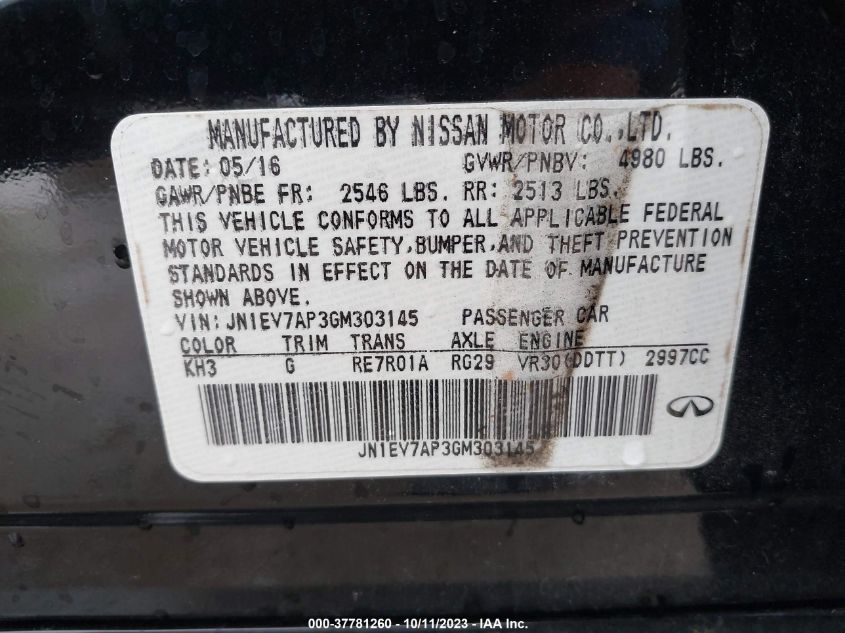 MANUFACTURED BY NISSAN MOTOR CO.,LTD.
DATE: 05/16 GVWR/PNBV: 4980 LBS.
GAWR/PNBE FR: 2546 LBS. RR: 2513 LBS.
THIS VEHICLE CONFORMS TO ALL APPLICABLE FEDERAL
MOTOR VEHICLE SAFETY,BUMPER,AND THEFT PREVENTION
STANDARDS IN EFFECT ON THE DATE OF MANUFACTURE
SHOWN ABOVE.
VIN: JN1EV7AP3GM303145 PASSENGER CAR
COLOR TRIM TRANS AXLE ENGINE
KH3 G RE7R01A RG29 VR30(DDTT) 2997CC
JN1EV7AP3GM303145
000-37781260 - 10/11/2023 - IAA Inc.